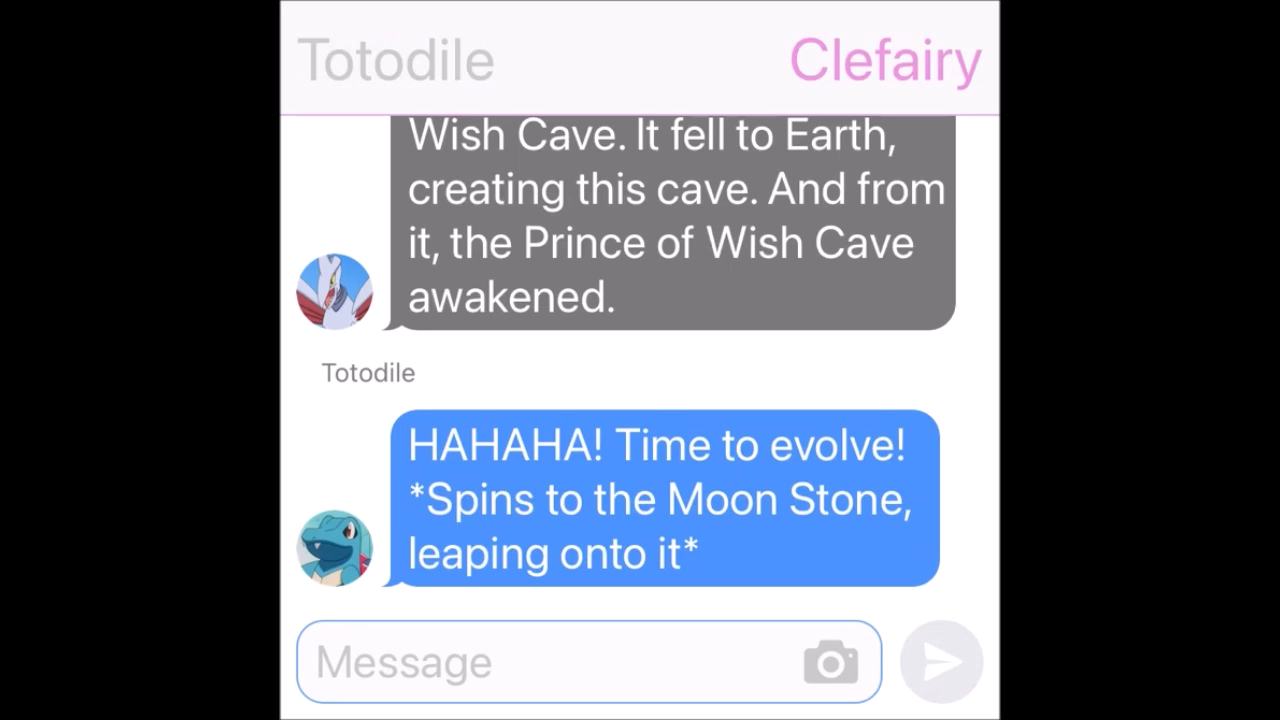 Totodile
Clefairy
Wish Cave. It fell to Earth,
creating this cave. And from
it, the Prince of Wish Cave
awakened.
Totodile
HAHAHA! Time to evolve!
*Spins to the Moon Stone,
leaping onto it*
Message